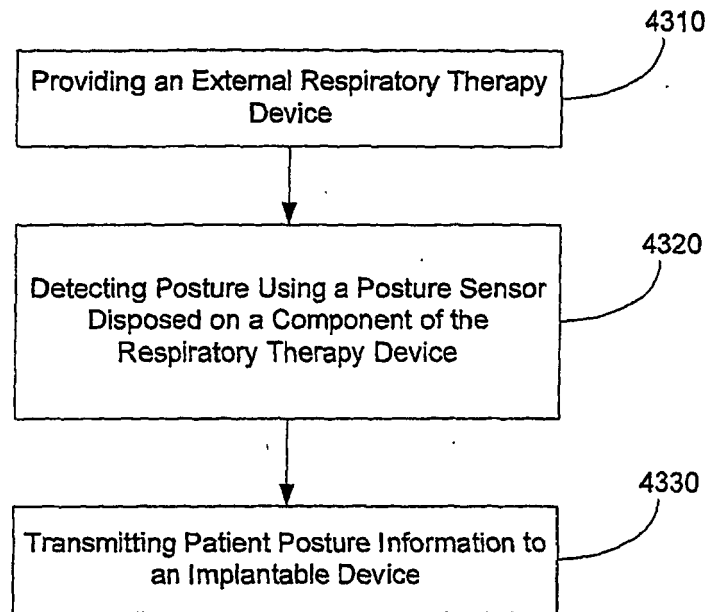 4310
Providing an External Respiratory Therapy
Device
4320
Detecting Posture Using a Posture Sensor
Disposed on a Component of the
Respiratory Therapy Device
4330
Transmitting Patient Posture Information to
an Implantable Device